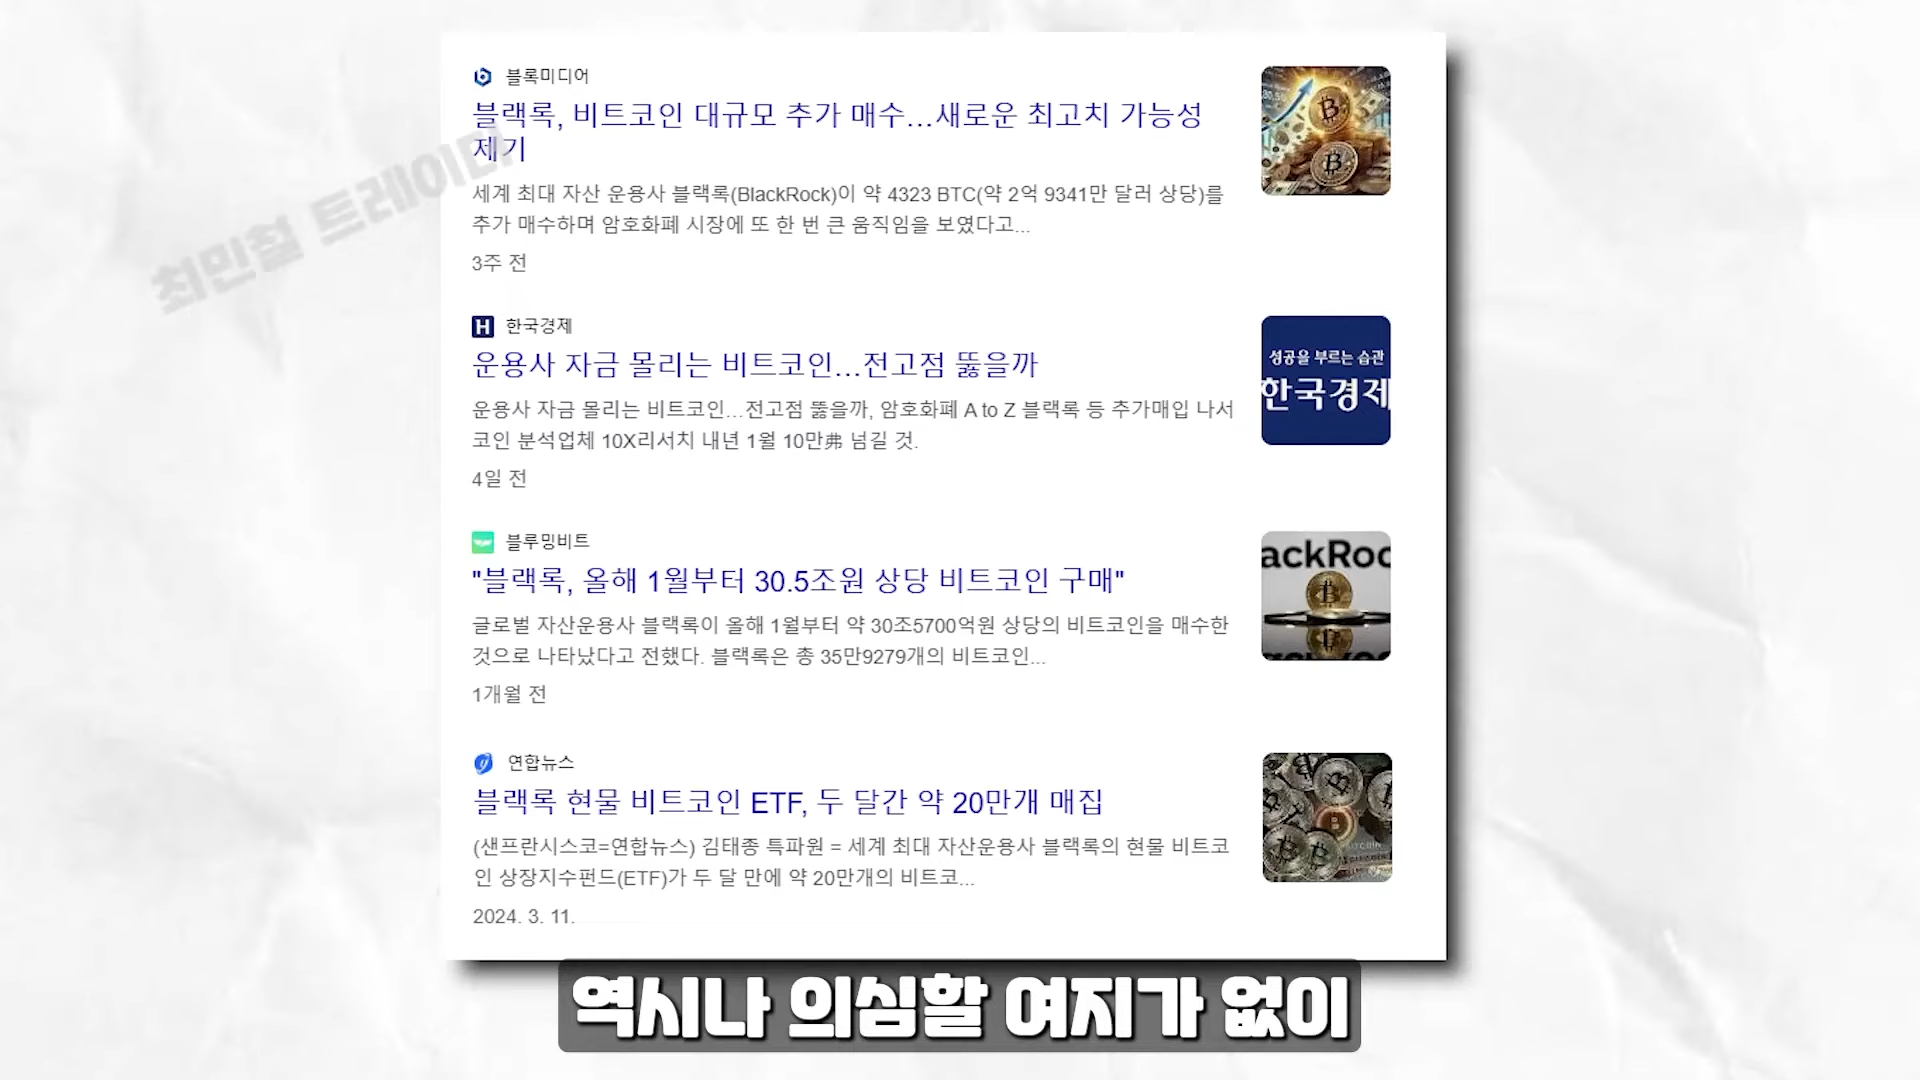 블록미디어
블랙록, 비트코인 대규모 추가 매수...새로운 최고치 가능성
제기
세계 최대 자산 운용사 블랙록(BlackRock)이 약 4323 BTC(약 2억 9341만 달러 상당)를
추가 매수하며 암호화폐 시장에 또 한 번 큰 움직임을 보였다고...
3주 전
최민철 트레이더
한국경제
운용사 자금 몰리는 비트코인...전고점 뚫을까
운용사 자금 몰리는 비트코인...전고점 뚫을까, 암호화폐 A to Z 블랙록 등 추가매입 나서
코인 분석업체 10X리서치 내년 1월 10만弗 넘길 것.
4일 전
성공을 부르는 습관
한국경제
블루밍비트
"블랙록, 올해 1월부터 30.5조원 상당 비트코인 구매"
글로벌 자산운용사 블랙록이 올해 1월부터 약 30조5700억원 상당의 비트코인을 매수한
것으로 나타났다고 전했다. 블랙록은 총 35만9279개의 비트코인...
1개월 전
ackRoc
연합뉴스
블랙록 현물 비트코인 ETF, 두 달간 약 20만개 매집
(샌프란시스코=연합뉴스) 김태종 특파원 = 세계 최대 자산운용사 블랙록의 현물 비트코
인 상장지수펀드(ETF)가 두 달 만에 약 20만개의 비트코...
2024. 3. 11.
역시나 의심할 여지가 없이